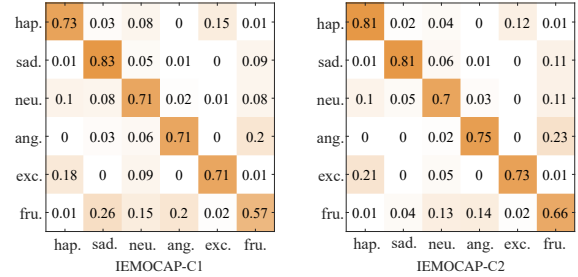 hap. 0.73 0.03 0.08 0 0.15 0.01 hap. 0.81 0.02 0.04 0 0.12 0.01
sad. 0.01 0.83 0.05 0.01 0 0.09 sad. 0.01 0.81 0.06 0.01 0 0.11
neu. 0.1 0.08 0.71 0.02 0.01 0.08 neu. 0.1 0.05 0.7 0.03 0 0.11
ang. 0 0.03 0.06 0.71 0 0.2 ang. 0 0 0.02 0.75 0 0.23
exc. 0.18 0 0.09 0 0.71 0.01 exc. 0.21 0 0.05 0 0.73 0.01
fru. 0.01 0.26 0.15 0.2 0.02 0.57 fru. 0.01 0.04 0.13 0.14 0.02 0.66
hap. sad. neu. ang. exc. fru. hap. sad. neu. ang. exc. fru.
IEMOCAP-C1 IEMOCAP-C2